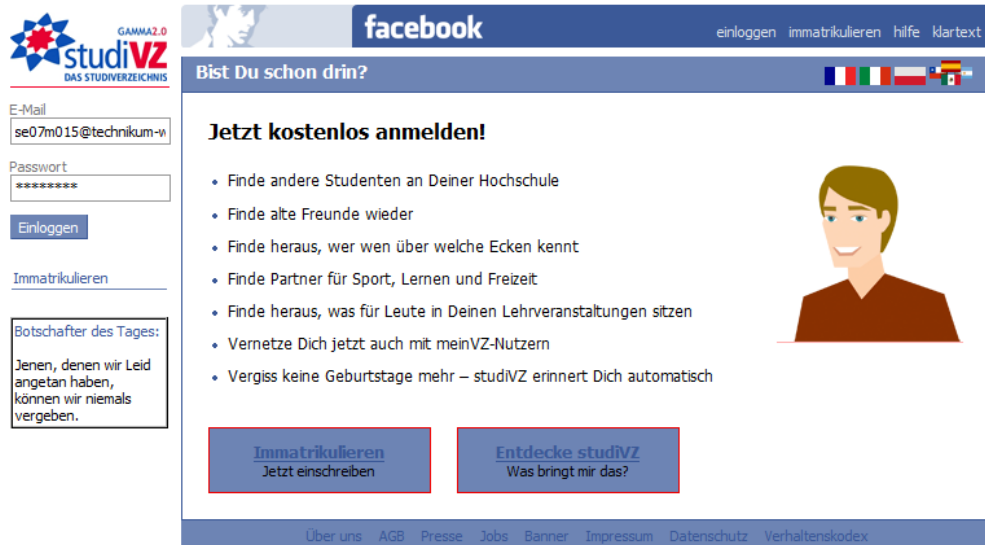 GAMMA2.0
studiVZ
DAS STUDIVERZEICHNIS
E-Mail
se07m015@technikum-w
Passwort
********
Einloggen
Immatrikulieren
Botschafter des Tages:
Jenen, denen wir Leid
angetan haben,
können wir niemals
vergeben.
facebook
einloggen immatrikulieren hilfe klartext
Bist Du schon drin?
Jetzt kostenlos anmelden!
• Finde andere Studenten an Deiner Hochschule
• Finde alte Freunde wieder
• Finde heraus, wer wen über welche Ecken kennt
• Finde Partner für Sport, Lernen und Freizeit
• Finde heraus, was für Leute in Deinen Lehrveranstaltungen sitzen
• Vernetze Dich jetzt auch mit meinVZ-Nutzern
• Vergiss keine Geburtstage mehr – studiVZ erinnert Dich automatisch
Immatrikulieren
Jetzt einschreiben
Entdecke studiVZ
Was bringt mir das?
Über uns AGB Presse Jobs Banner Impressum Datenschutz Verhaltenskodex